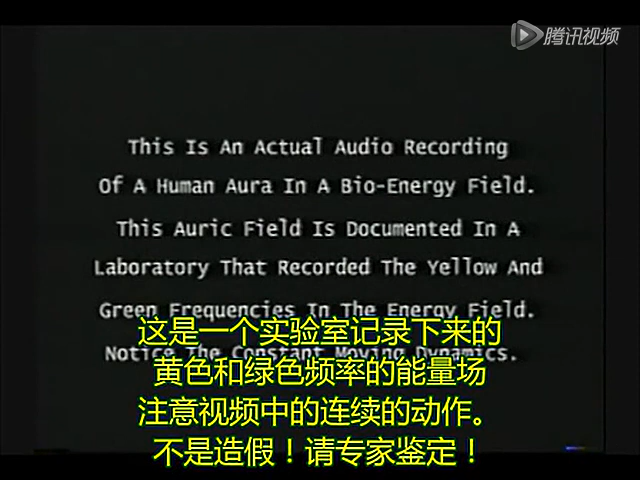 腾讯视频
This Is An Actual Audio Recording
Of A Human Aura In A Bio-Energy Field.
This Auric Field Is Documented In A
Laboratory That Recorded The Yellow And
Green Frequencies In The Energy Field.
Notice The Constant Moving Dynamics.
这是一个实验室记录下来的
黄色和绿色频率的能量场
注意视频中的连续的动作。
不是造假！请专家鉴定！